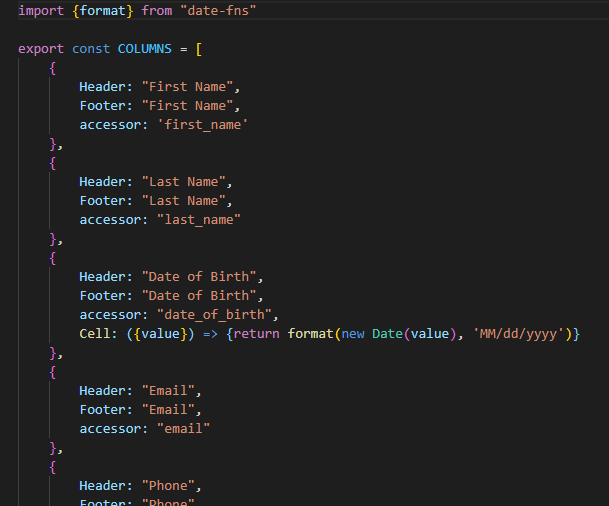 import {format} from "date-fns"
export const COLUMNS = [
{
Header: "First Name",
Footer: "First Name",
accessor: 'first_name'
},
{
Header: "Last Name",
Footer: "Last Name",
accessor: "last_name"
},
{
Header: "Date of Birth",
Footer: "Date of Birth",
accessor: "date_of_birth",
Cell: ({value}) => {return format(new Date(value), 'MM/dd/yyyy')}
},
{
Header: "Email",
Footer: "Email",
accessor: "email"
},
{
Header: "Phone",
Footer: "Phone"